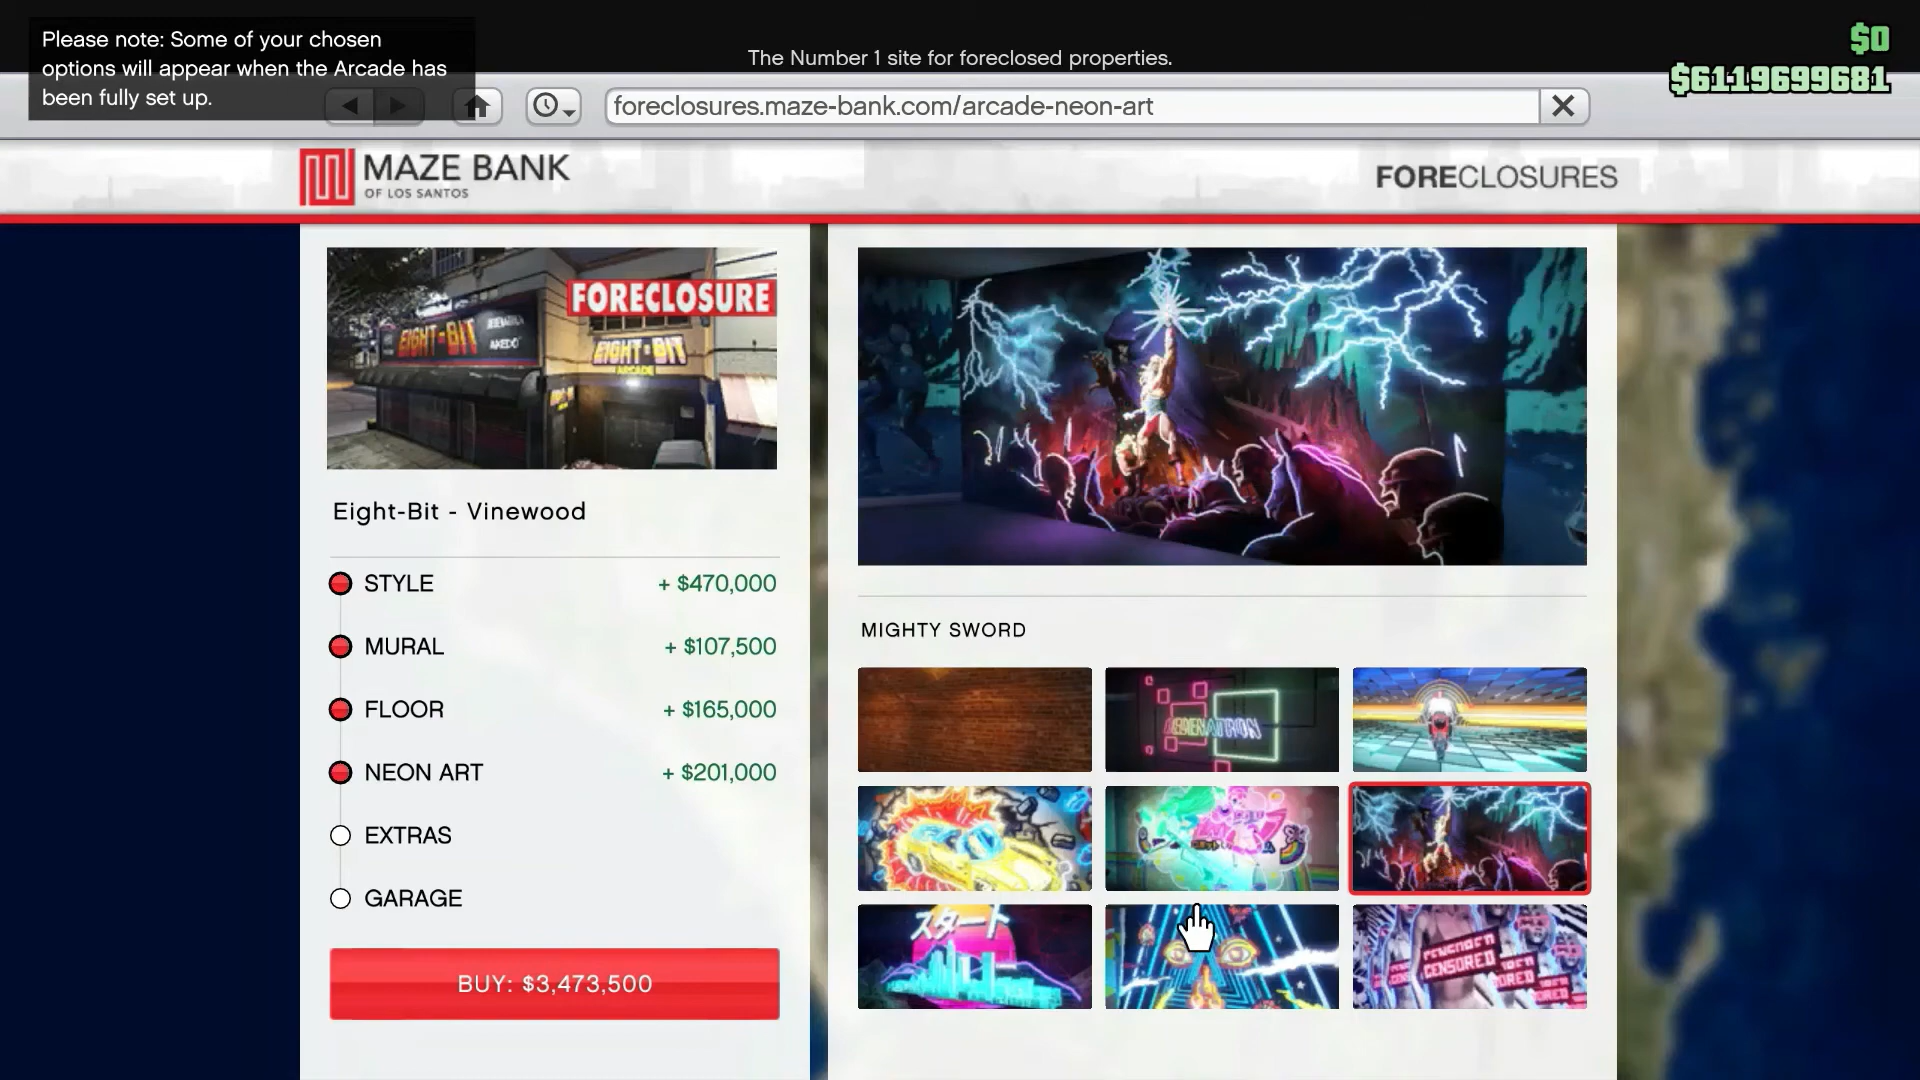 Please note: Some of your chosen
options will appear when the Arcade has
been fully set up.
The Number 1 site for foreclosed properties.
$0
$6119699681
foreclosures.maze-bank.com/arcade-neon-art
MAZE BANK
OF LOS SANTOS
FORECLOSURES
FORECLOSURE
EIGHT-BIT
EIGHT-BIT
ARCADE
Eight-Bit - Vinewood
STYLE + $470,000
MURAL + $107,500
FLOOR + $165,000
NEON ART + $201,000
EXTRAS
GARAGE
BUY: $3,473,500
MIGHTY SWORD
スタート
CENSORED